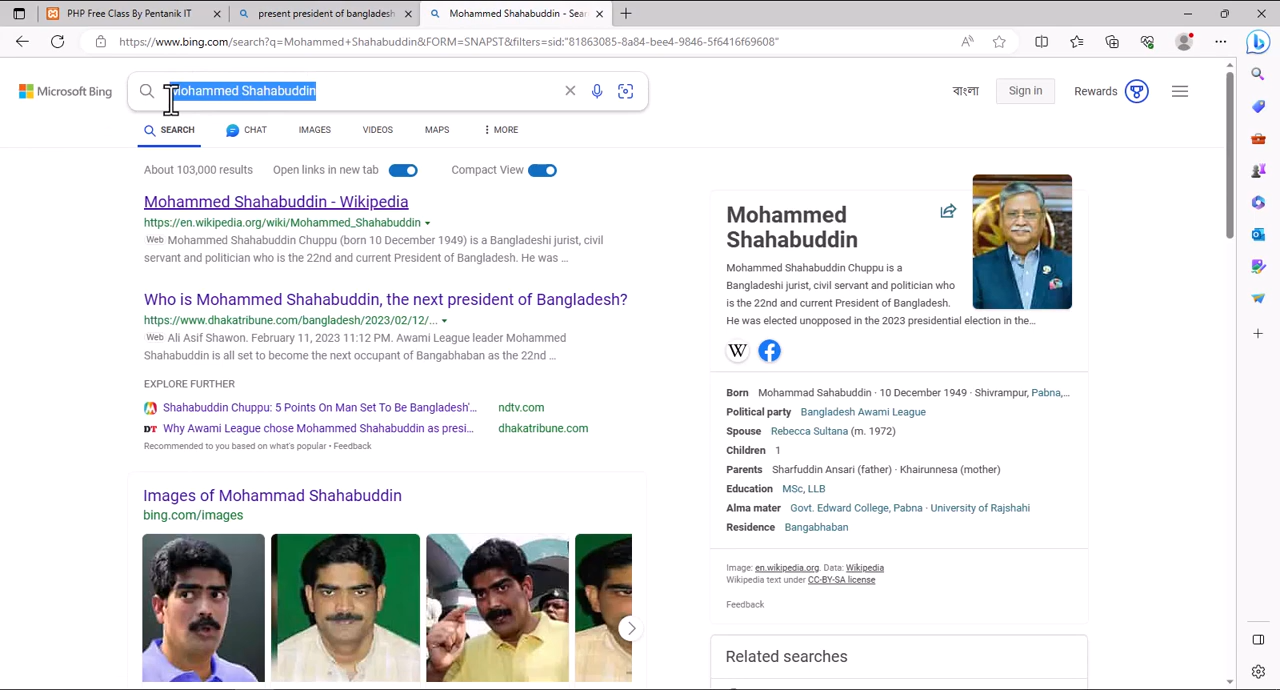 PHP Free Class By Pentanik IT
present president of bangladesh
Mohammed Shahabuddin - Sea
https://www.bing.com/search?q=Mohammed+Shahabuddin&FORM=SNAPST&filters=sid:"81863085-8a84-bee4-9846-5f6416f69608"
Microsoft Bing
Mohammed Shahabuddin
বাংলা
Sign in
Rewards
SEARCH
CHAT
IMAGES
VIDEOS
MAPS
MORE
About 103,000 results
Open links in new tab
Compact View
Mohammed Shahabuddin - Wikipedia
https://en.wikipedia.org/wiki/Mohammed_Shahabuddin
Web Mohammed Shahabuddin Chuppu (born 10 December 1949) is a Bangladeshi jurist, civil
servant and politician who is the 22nd and current President of Bangladesh. He was …
Who is Mohammed Shahabuddin, the next president of Bangladesh?
https://www.dhakatribune.com/bangladesh/2023/02/12/...
Web Ali Asif Shawon. February 11, 2023 11:12 PM. Awami League leader Mohammed
Shahabuddin is all set to become the next occupant of Bangabhaban as the 22nd …
EXPLORE FURTHER
Shahabuddin Chuppu: 5 Points On Man Set To Be Bangladesh'… ndtv.com
DT Why Awami League chose Mohammed Shahabuddin as presi… dhakatribune.com
Recommended to you based on what's popular • Feedback
Images of Mohammad Shahabuddin
bing.com/images
Mohammed
Shahabuddin
Mohammed Shahabuddin Chuppu is a
Bangladeshi jurist, civil servant and politician who
is the 22nd and current President of Bangladesh.
He was elected unopposed in the 2023 presidential election in the…
W
Born Mohammad Sahabuddin · 10 December 1949 · Shivrampur, Pabna,…
Political party Bangladesh Awami League
Spouse Rebecca Sultana (m. 1972)
Children 1
Parents Sharfuddin Ansari (father) · Khairunnesa (mother)
Education MSc, LLB
Alma mater Govt. Edward College, Pabna · University of Rajshahi
Residence Bangabhaban
Image: en.wikipedia.org. Data: Wikipedia
Wikipedia text under CC-BY-SA license
Feedback
Related searches